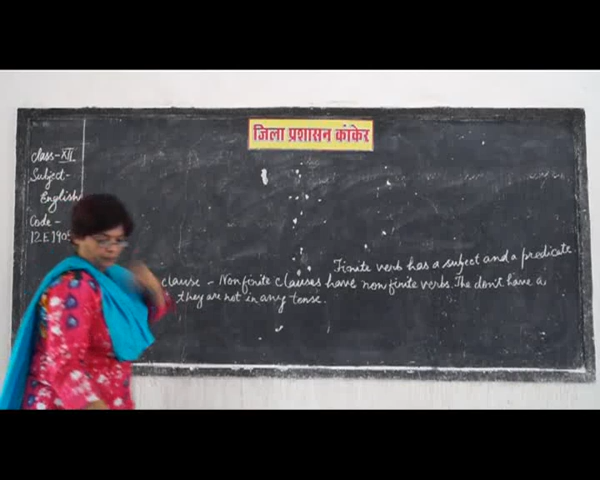 जिला प्रशासन कांकेर
Class-XII
Subject-
English
Code-
12E190
Finite verb has a subject and a predicate
clause - Non finite clauses have non finite verbs. The don't have a
they are not in any tense.